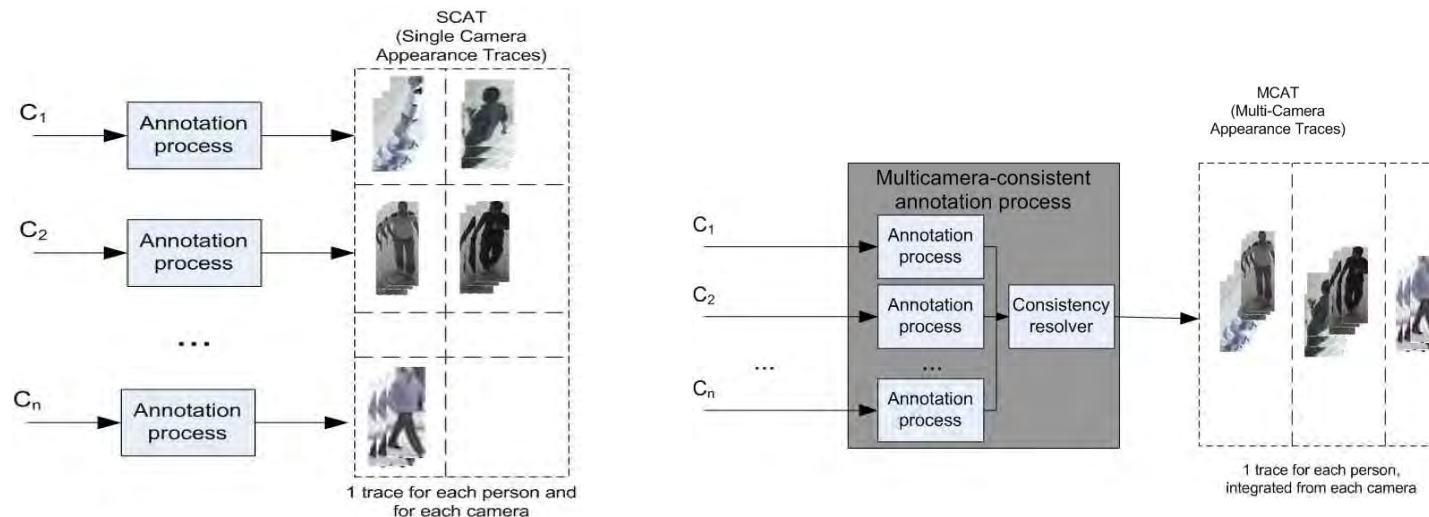 SCAT
(Single Camera
Appearance Traces)
C1
Annotation
process
C2
Annotation
process
...
Cn
Annotation
process
1 trace for each person and
for each camera
MCAT
(Multi-Camera
Appearance Traces)
Multicamera-consistent
annotation process
C1
Annotation
process
C2
Annotation
process
Consistency
resolver
...
...
Cn
Annotation
process
1 trace for each person,
integrated from each camera